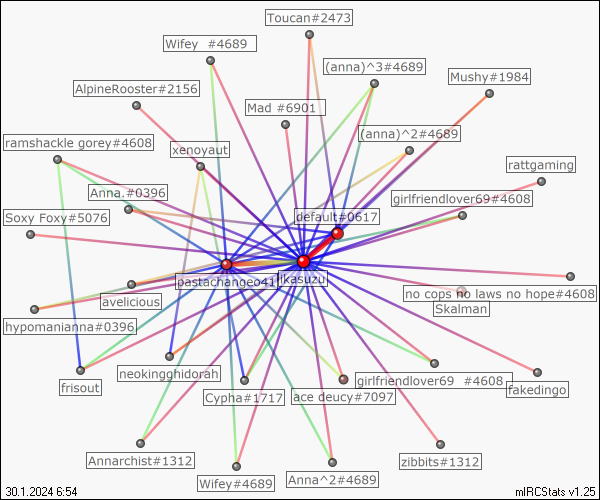 Toucan#2473
Wifey #4689
(anna)^3#4689
Mushy#1984
AlpineRooster#2156
Mad #6901
(anna)^2#4689
ramshackle gorey#4608
xenoyaut
rattgaming
Anna.#0396
girlfriendlover69#4608
Soxy Foxy#5076
default#0617
pastachangeo41
ikasuzu
no cops no laws no hope#4608
avelicious
Skalman
hypomanianna#0396
neokingghidorah
girlfriendlover69 #4608
frisout
fakedingo
Cypha#1717
ace deucy#7097
Annarchist#1312
zibbits#1312
Anna^2#4689
Wifey#4689
30.1.2024 6:54
mIRCStats v1.25